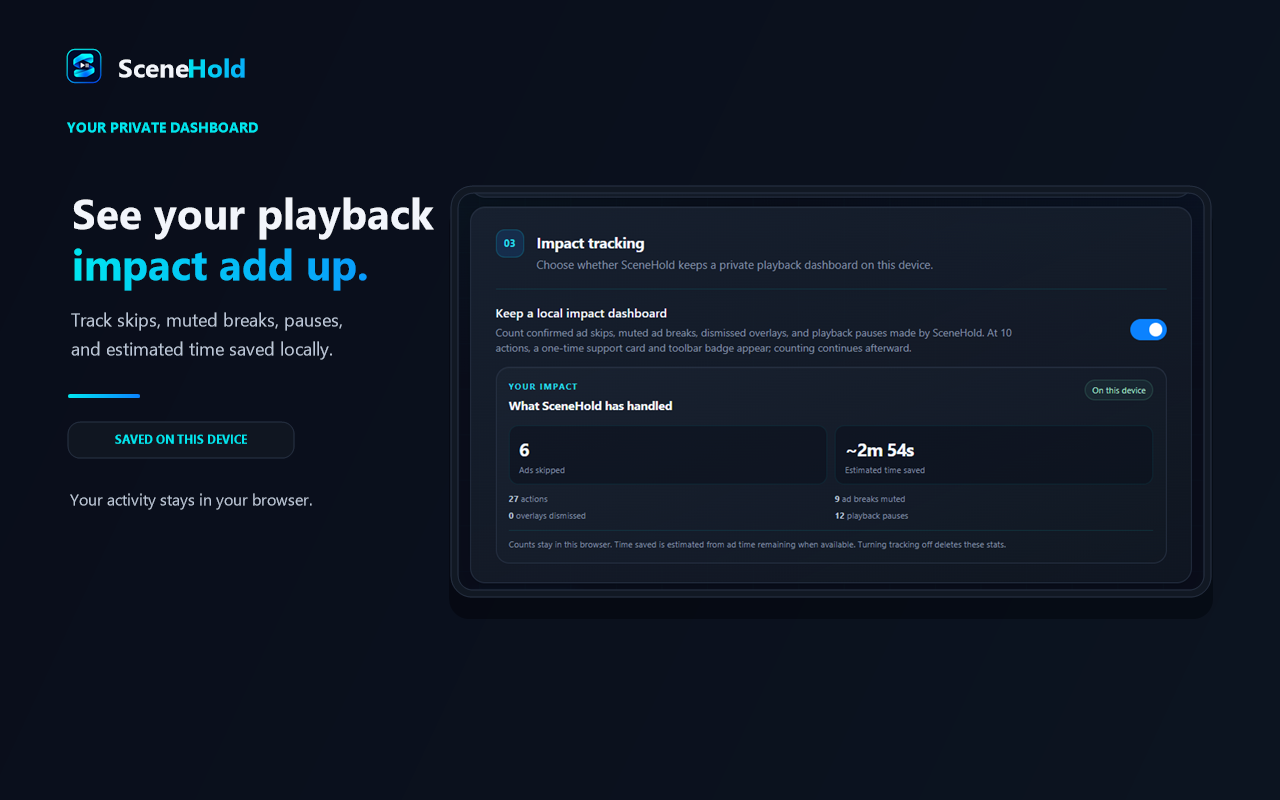 SceneHold
YOUR PRIVATE DASHBOARD
See your playback
impact add up.
Track skips, muted breaks, pauses,
and estimated time saved locally.
SAVED ON THIS DEVICE
Your activity stays in your browser.
03
Impact tracking
Choose whether SceneHold keeps a private playback dashboard on this device.
Keep a local impact dashboard
Count confirmed ad skips, muted ad breaks, dismissed overlays, and playback pauses made by SceneHold. At 10
actions, a one-time support card and toolbar badge appear; counting continues afterward.
YOUR IMPACT
On this device
What SceneHold has handled
6
Ads skipped
~2m 54s
Estimated time saved
27 actions
9 ad breaks muted
0 overlays dismissed
12 playback pauses
Counts stay in this browser. Time saved is estimated from ad time remaining when available. Turning tracking off deletes these stats.